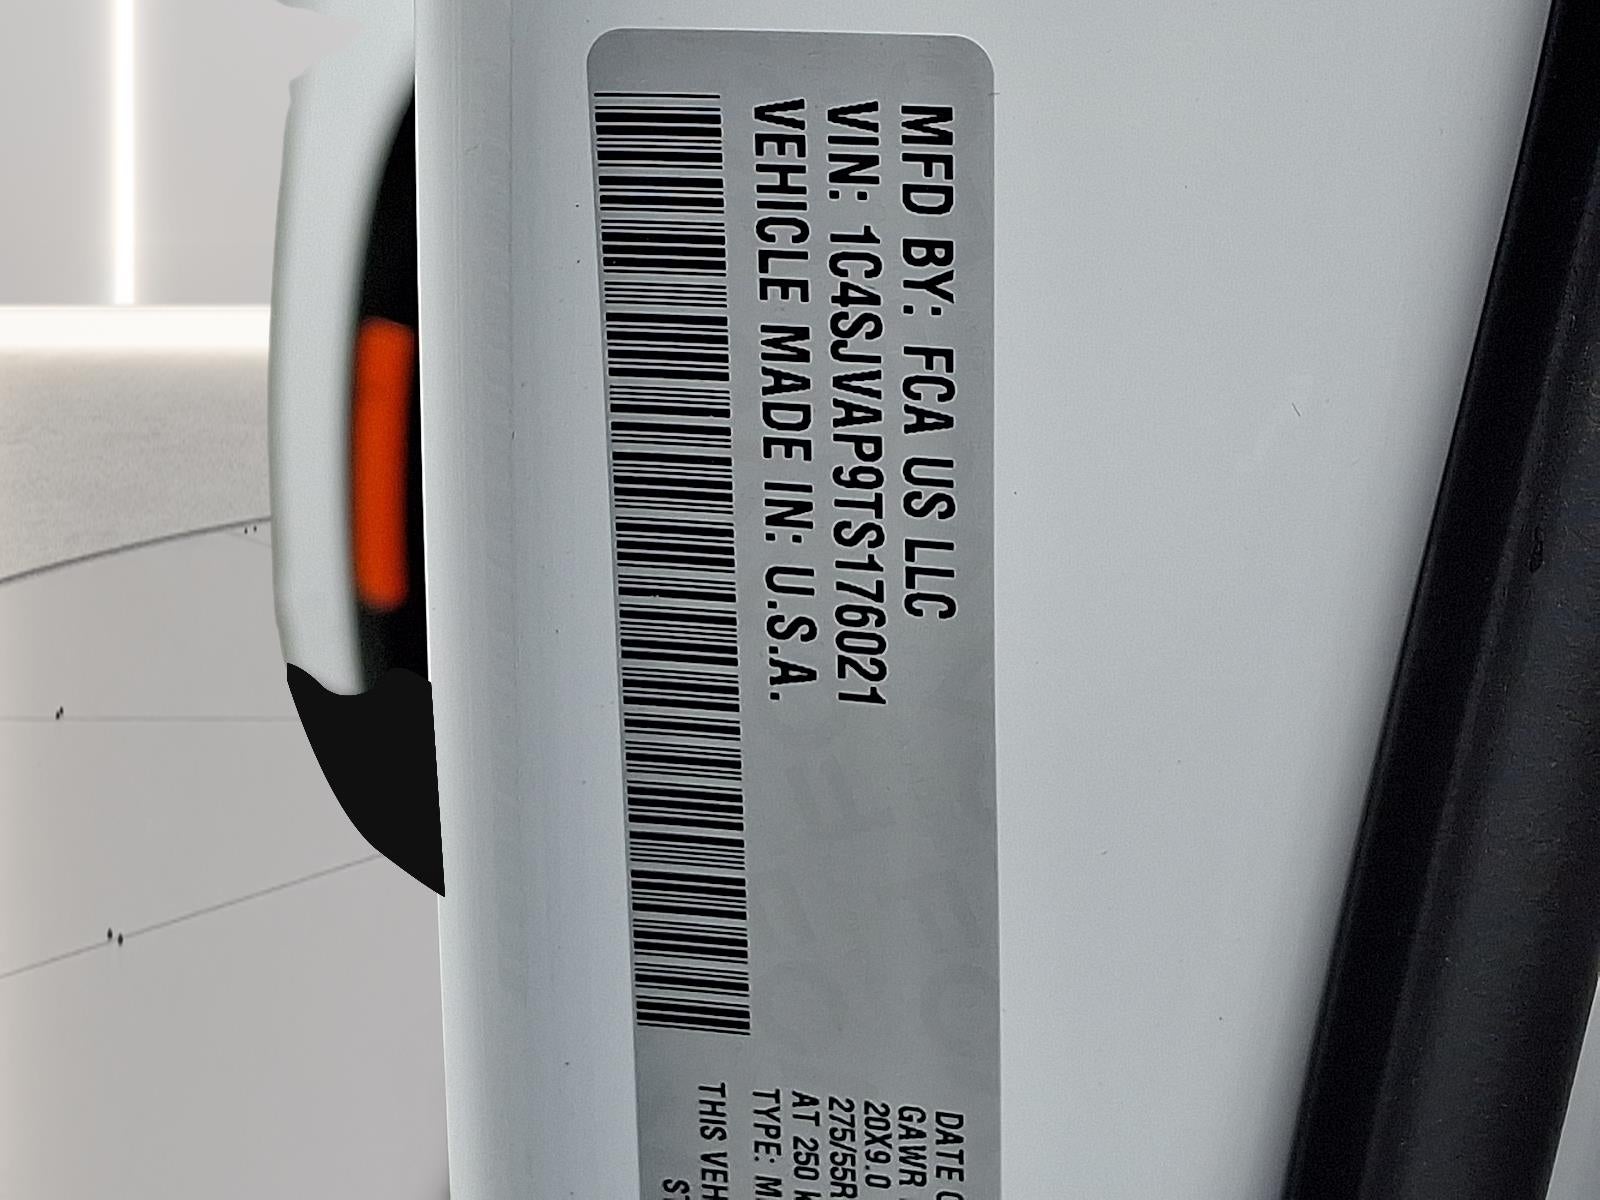 MFD BY: FCA US LLC
VIN: 1C4SJVAP9TS176021
VEHICLE MADE IN: U.S.A.
DATE
GAWR
20X9.0
275/55R
AT 250
TYPE:
THIS